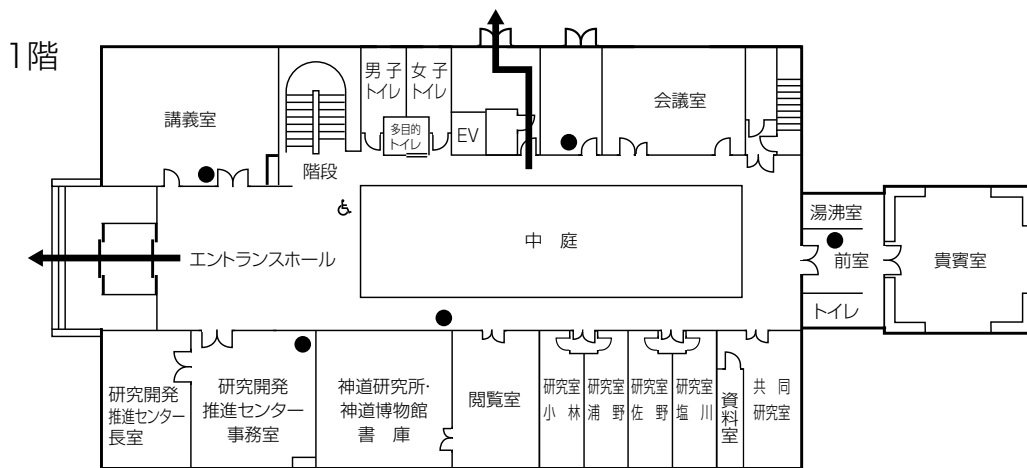 1階
講義室
階段
男子
トイレ
女子
トイレ
多目的
トイレ
EV
会議室
エントランスホール
中庭
湯沸室
前室
トイレ
貴賓室
研究開発
推進センター
長室
研究開発
推進センター
事務室
神道研究所・
神道博物館
書庫
閲覧室
研究室
小林
研究室
浦野
研究室
佐野
研究室
塩川
資料室
共同
研究室